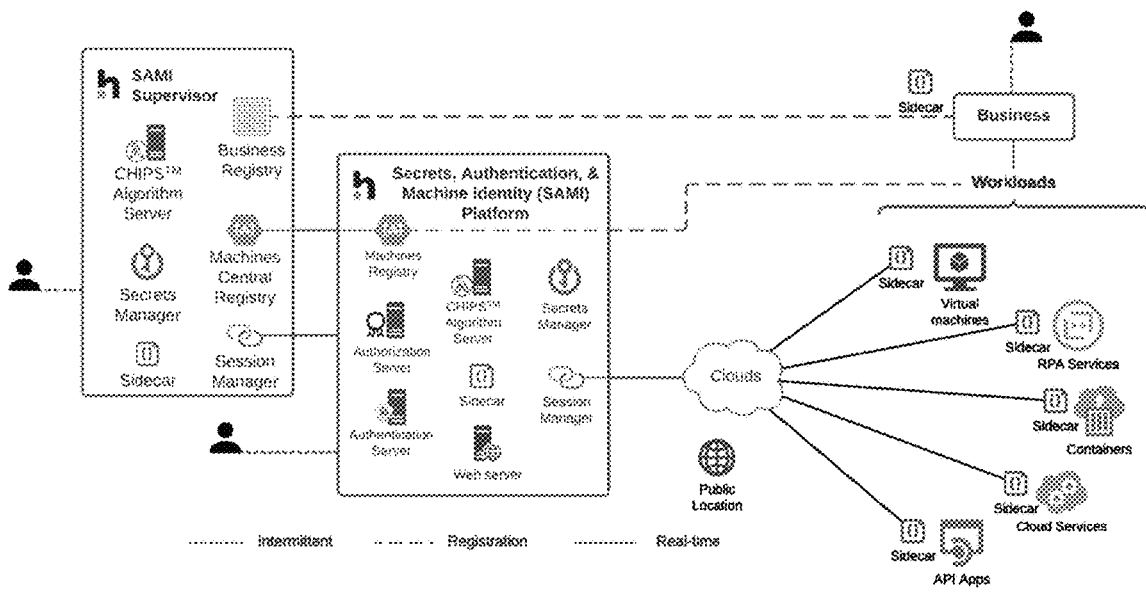 SAMI
Supervisor
CHIPS™
Algorithm
Server
Business
Registry
Secrets
Manager
Machines
Central
Registry
Sidecar
Session
Manager
Secrets, Authentication, &
Machine Identity (SAMI)
Platform
Machines
Registry
CHIPS™
Algorithm
Server
Secrets
Manager
Authorization
Server
Sidecar
Session
Manager
Authentication
Server
Web server
Sidecar
Business
Workloads
Clouds
Public
Location
Sidecar
Virtual
machines
Sidecar
RPA Services
Sidecar
Containers
Sidecar
Cloud Services
Sidecar
API Apps
Intermittent
Registration
Real-time